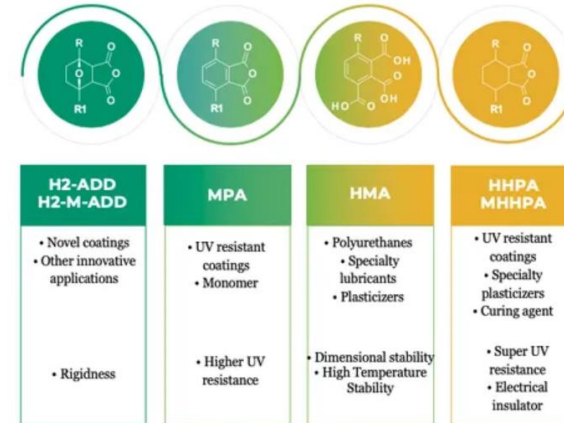 R
O
O
O
O
R1
R
O
O
O
R1
R
O
OH
O
OH
HO
O
R
O
O
O
R1
H2-ADD
H2-M-ADD
• Novel coatings
• Other innovative
applications
• Rigidness
MPA
• UV resistant
coatings
• Monomer
• Higher UV
resistance
HMA
• Polyurethanes
• Specialty
lubricants
• Plasticizers
• Dimensional stability
• High Temperature
Stability
HHPA
MHHPA
• UV resistant
coatings
• Specialty
plasticizers
• Curing agent
• Super UV
resistance
• Electrical
insulator